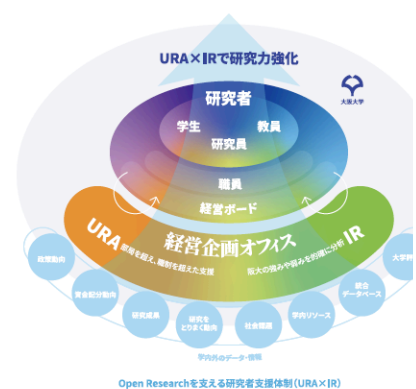 URA×IRで研究力強化
大阪大学
研究者
学生
教員
研究員
職員
経営ボード
URA
経営企画オフィス
IR
組織を超え、職制を超えた支援
阪大の強みや弱みを的確に分析
政策動向
資金配分動向
研究成果
研究を
とりまく動向
社会課題
学内リソース
統合
データベース
大学評
学内外のデータ・情報
Open Researchを支える研究者支援体制(URA×IR)